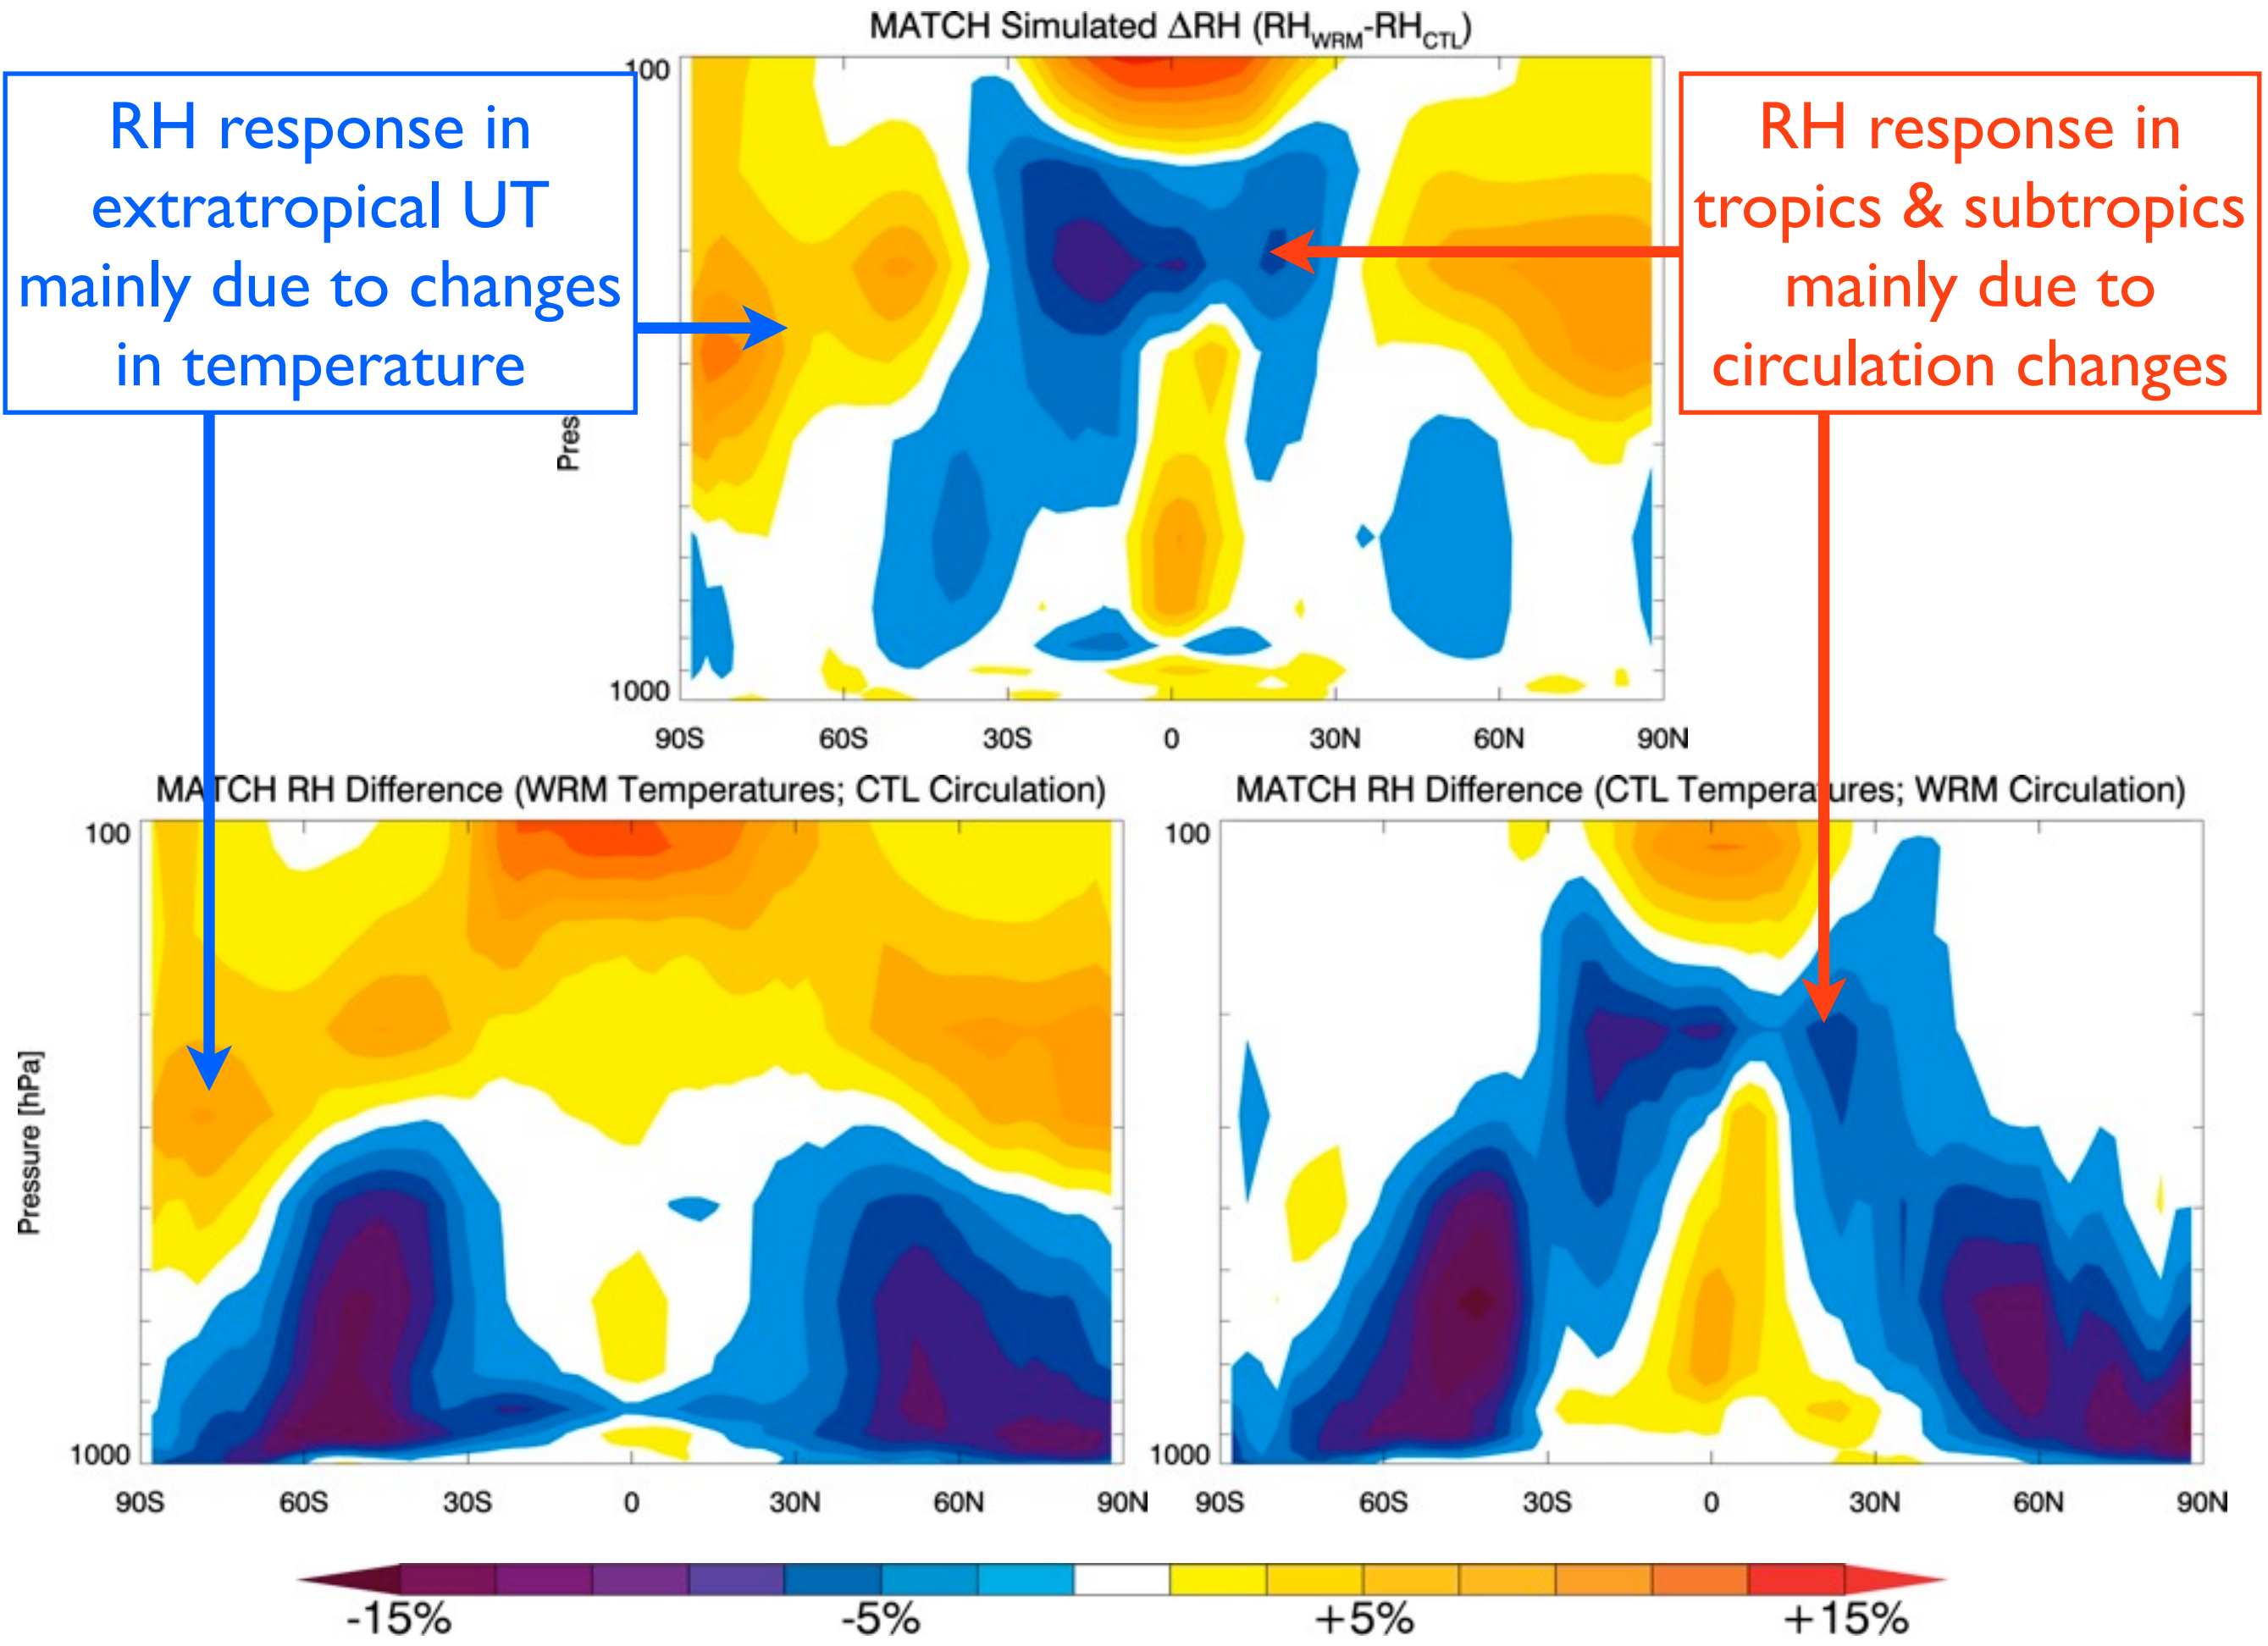 MATCH Simulated ΔRH (RHWRM-RHCTL)
RH response in
extratropical UT
mainly due to changes
in temperature
RH response in
tropics & subtropics
mainly due to
circulation changes
100
Pres
1000
90S 60S 30S 0 30N 60N 90N
MATCH RH Difference (WRM Temperatures; CTL Circulation)
100
Pressure [hPa]
1000
90S 60S 30S 0 30N 60N 90N
MATCH RH Difference (CTL Temperatures; WRM Circulation)
100
1000
90S 60S 30S 0 30N 60N 90N
-15% -5% +5% +15%